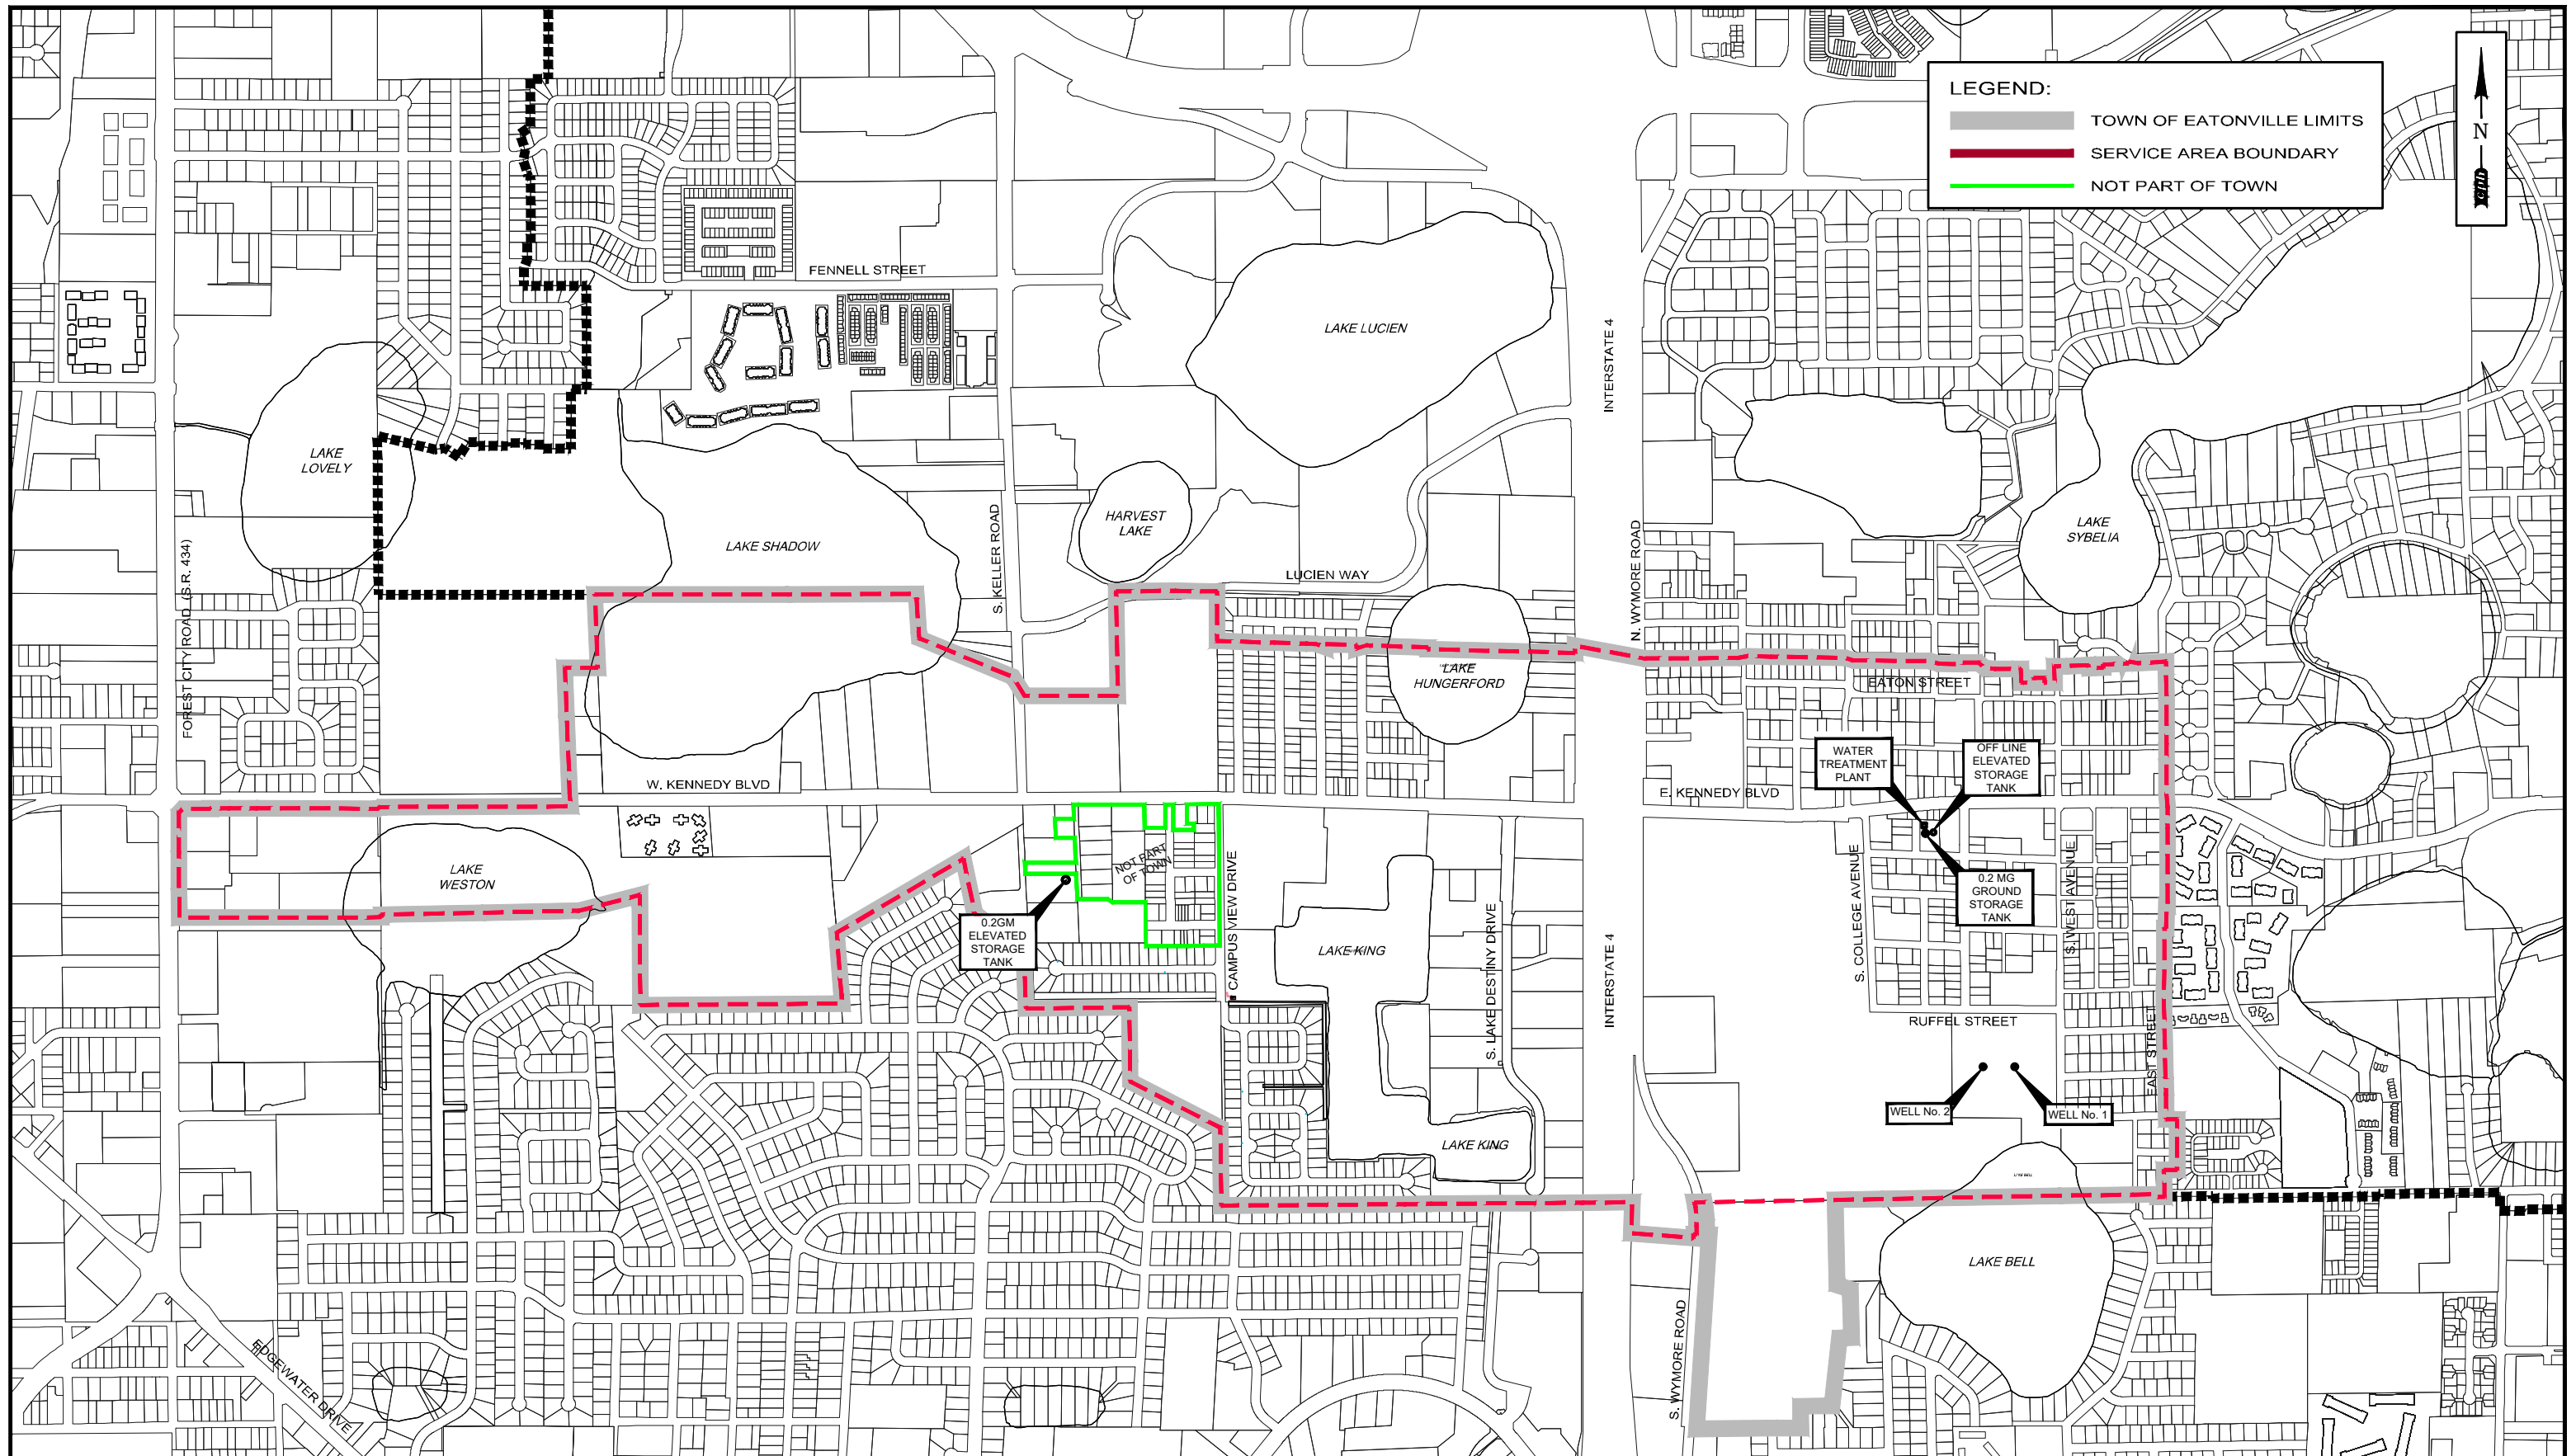 LEGEND:
TOWN OF EATONVILLE LIMITS
SERVICE AREA BOUNDARY
NOT PART OF TOWN
N
FENNELL STREET
LAKE LUCIEN
INTERSTATE 4
LAKE
LOVELY
HARVEST
LAKE
LAKE SHADOW
S. KELLER ROAD
FOREST CITY ROAD (S.R. 434)
LUCIEN WAY
N. WYMORE ROAD
LAKE
SYBELIA
LAKE
HUNGERFORD
EATON STREET
W. KENNEDY BLVD
E. KENNEDY BLVD
WATER
TREATMENT
PLANT
OFF LINE
ELEVATED
STORAGE
TANK
LAKE
WESTON
NOT PART
OF TOWN
CAMPUS VIEW DRIVE
0.2GM
ELEVATED
STORAGE
TANK
LAKE KING
S. LAKE DESTINY DRIVE
INTERSTATE 4
S. COLLEGE AVENUE
0.2 MG
GROUND
STORAGE
TANK
S. WEST AVENUE
RUFFEL STREET
EAST STREET
WELL No. 2
WELL No. 1
LAKE KING
LAKE BELL
S. WYMORE ROAD
EDGEWATER DRIVE